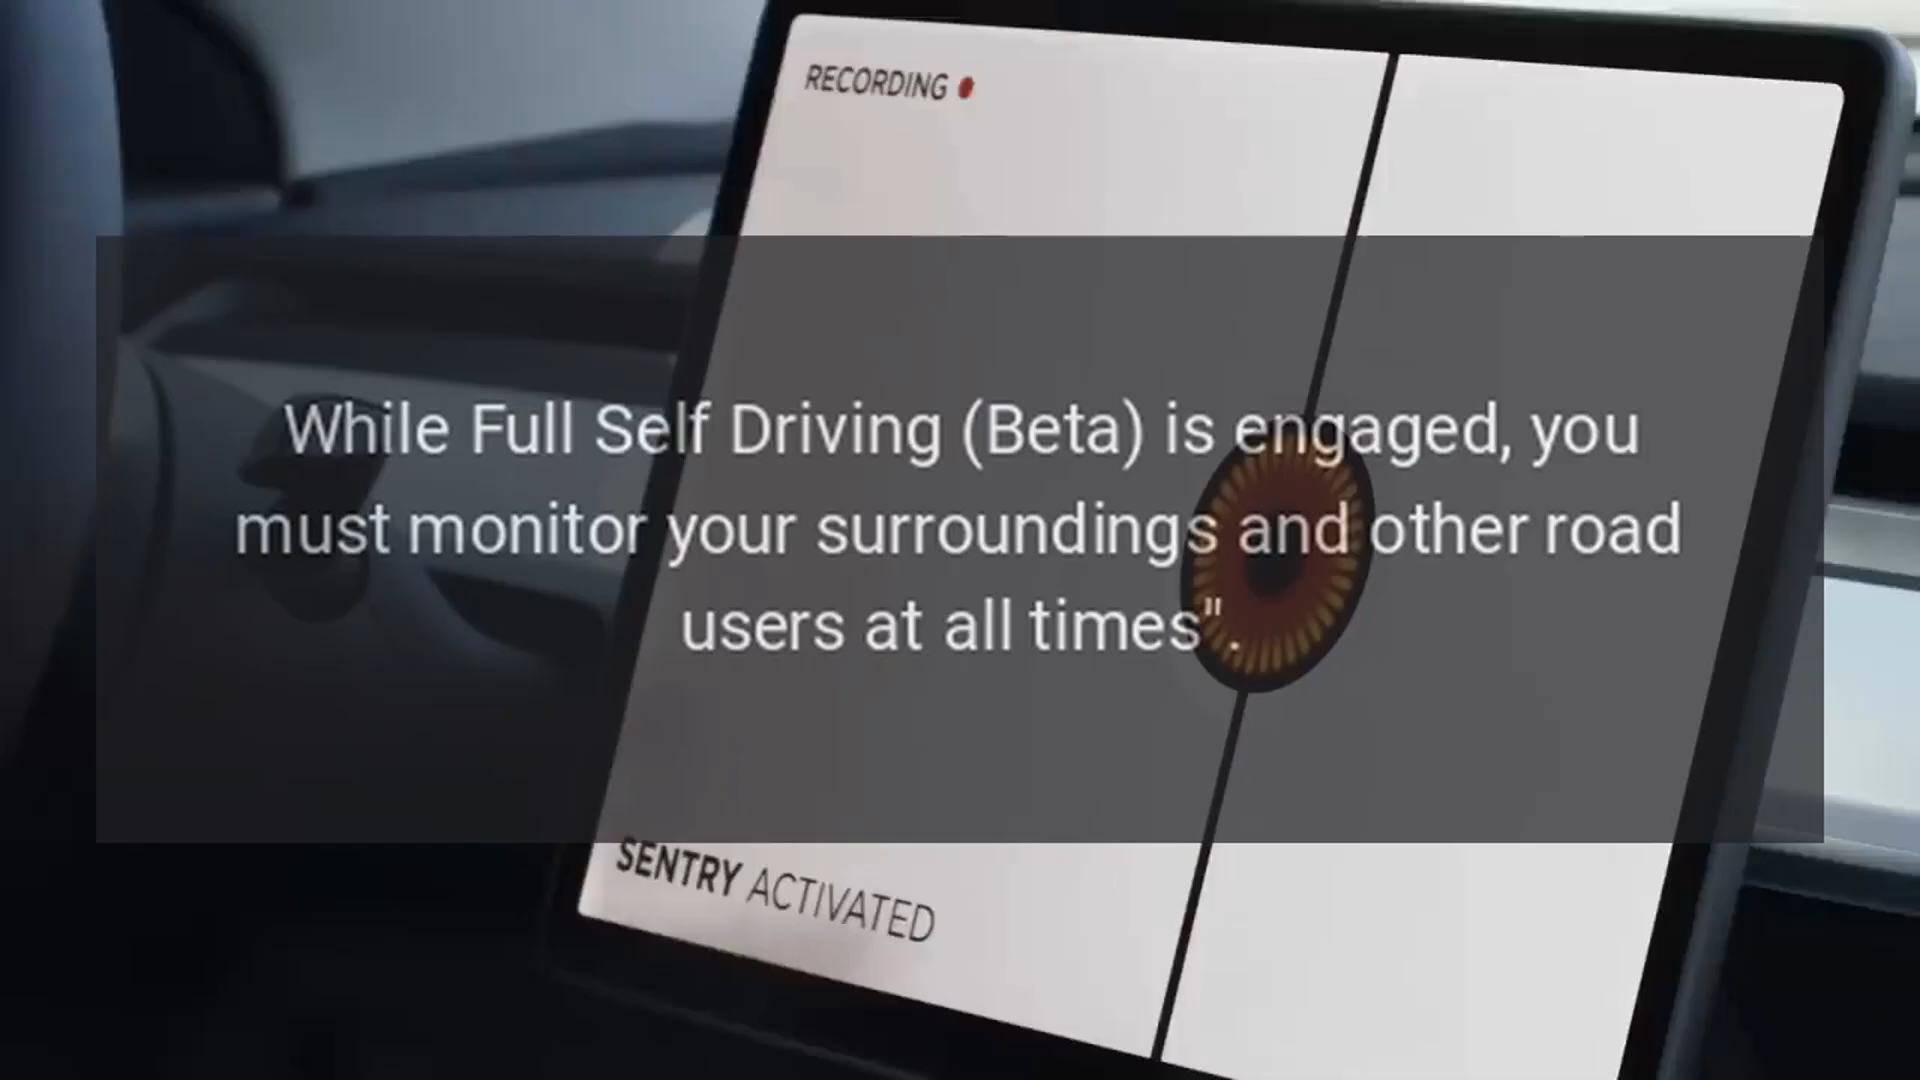 RECORDING
While Full Self Driving (Beta) is engaged, you
must monitor your surroundings and other road
users at all times".
SENTRY ACTIVATED